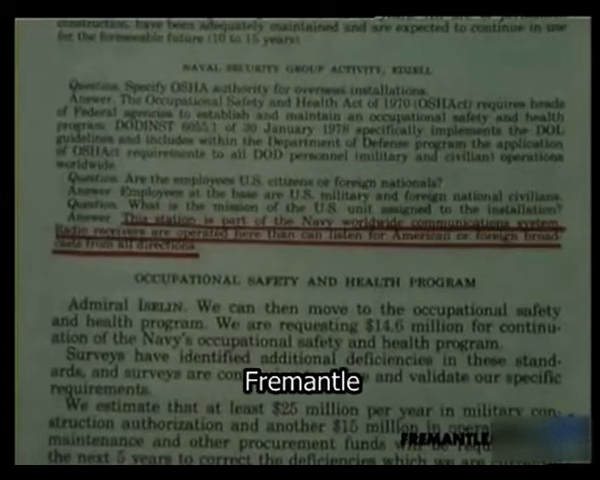 construction, have been adequately maintained and are expected to continue in use
for the foreseeable future (10 to 15 years).
NAVAL SECURITY GROUP ACTIVITY, EDZELL
Question. Specify OSHA authority for overseas installations.
Answer. The Occupational Safety and Health Act of 1970 (OSHAct) requires heads
of Federal agencies to establish and maintain an occupational safety and health
program. DODINST 6055.1 of 30 January 1978 specifically implements the DOL
guidelines and includes within the Department of Defense program the application
of OSHAct requirements to all DOD personnel (military and civilian) operations
worldwide.
Question. Are the employees U.S. citizens or foreign nationals?
Answer. Employees at the base are U.S. military and foreign national civilians.
Question. What is the mission of the U.S. unit assigned to the installation?
Answer. This station is part of the Navy worldwide communications system.
Radio receivers are operated here than can listen for American or foreign broad-
casts from all directions.
OCCUPATIONAL SAFETY AND HEALTH PROGRAM
Admiral ISELIN. We can then move to the occupational safety
and health program. We are requesting $14.6 million for continu-
ation of the Navy's occupational safety and health program.
Surveys have identified additional deficiencies in these stand-
ards, and surveys are con and validate our specific
Fremantle
requirements.
We estimate that at least $25 million per year in military con-
struction authorization and another $15 million in opera
FREMANTLE
maintenance and other procurement funds will be requ
the next 5 years to correct the deficiencies which we are